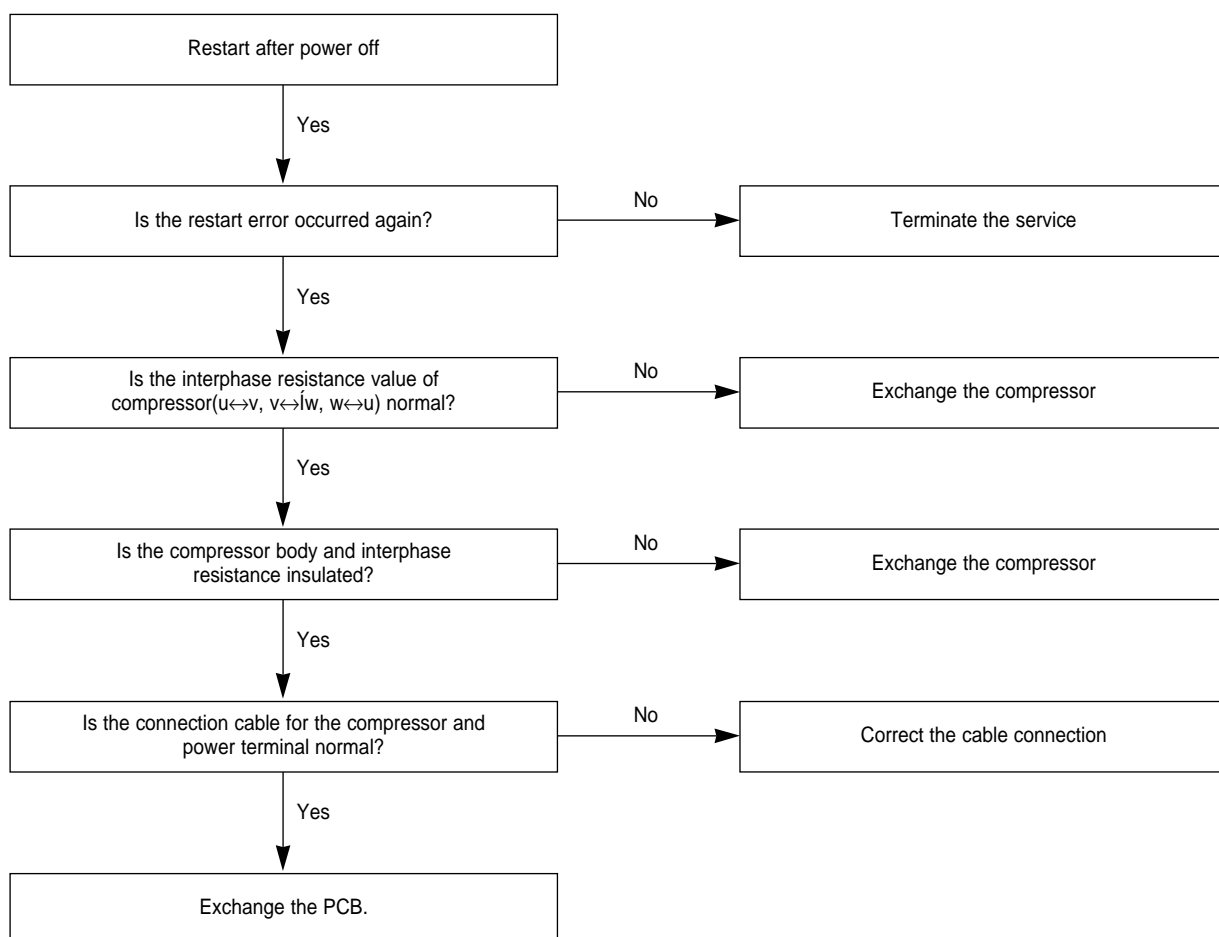 Restart after power off
Yes
Is the restart error occurred again?
No
Terminate the service
Yes
Is the interphase resistance value of
compressor(u↔v, v↔Íw, w↔u) normal?
No
Exchange the compressor
Yes
Is the compressor body and interphase
resistance insulated?
No
Exchange the compressor
Yes
Is the connection cable for the compressor and
power terminal normal?
No
Correct the cable connection
Yes
Exchange the PCB.